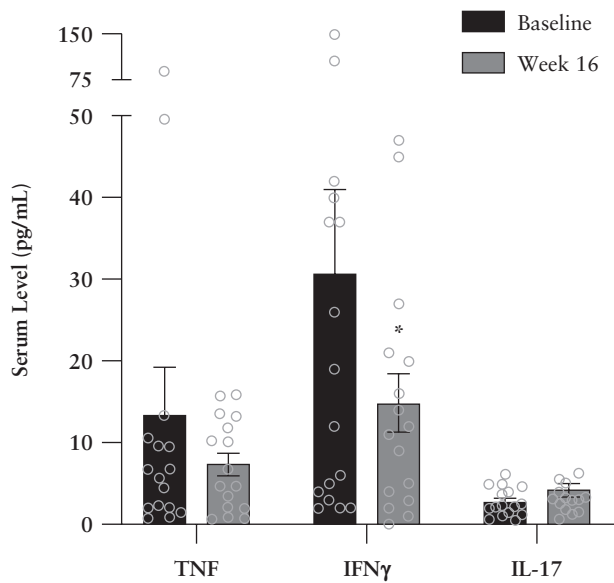 Baseline
Week 16
150
75
50
40
30
20
10
0
Serum Level (pg/mL)
*
TNF
IFNγ
IL-17